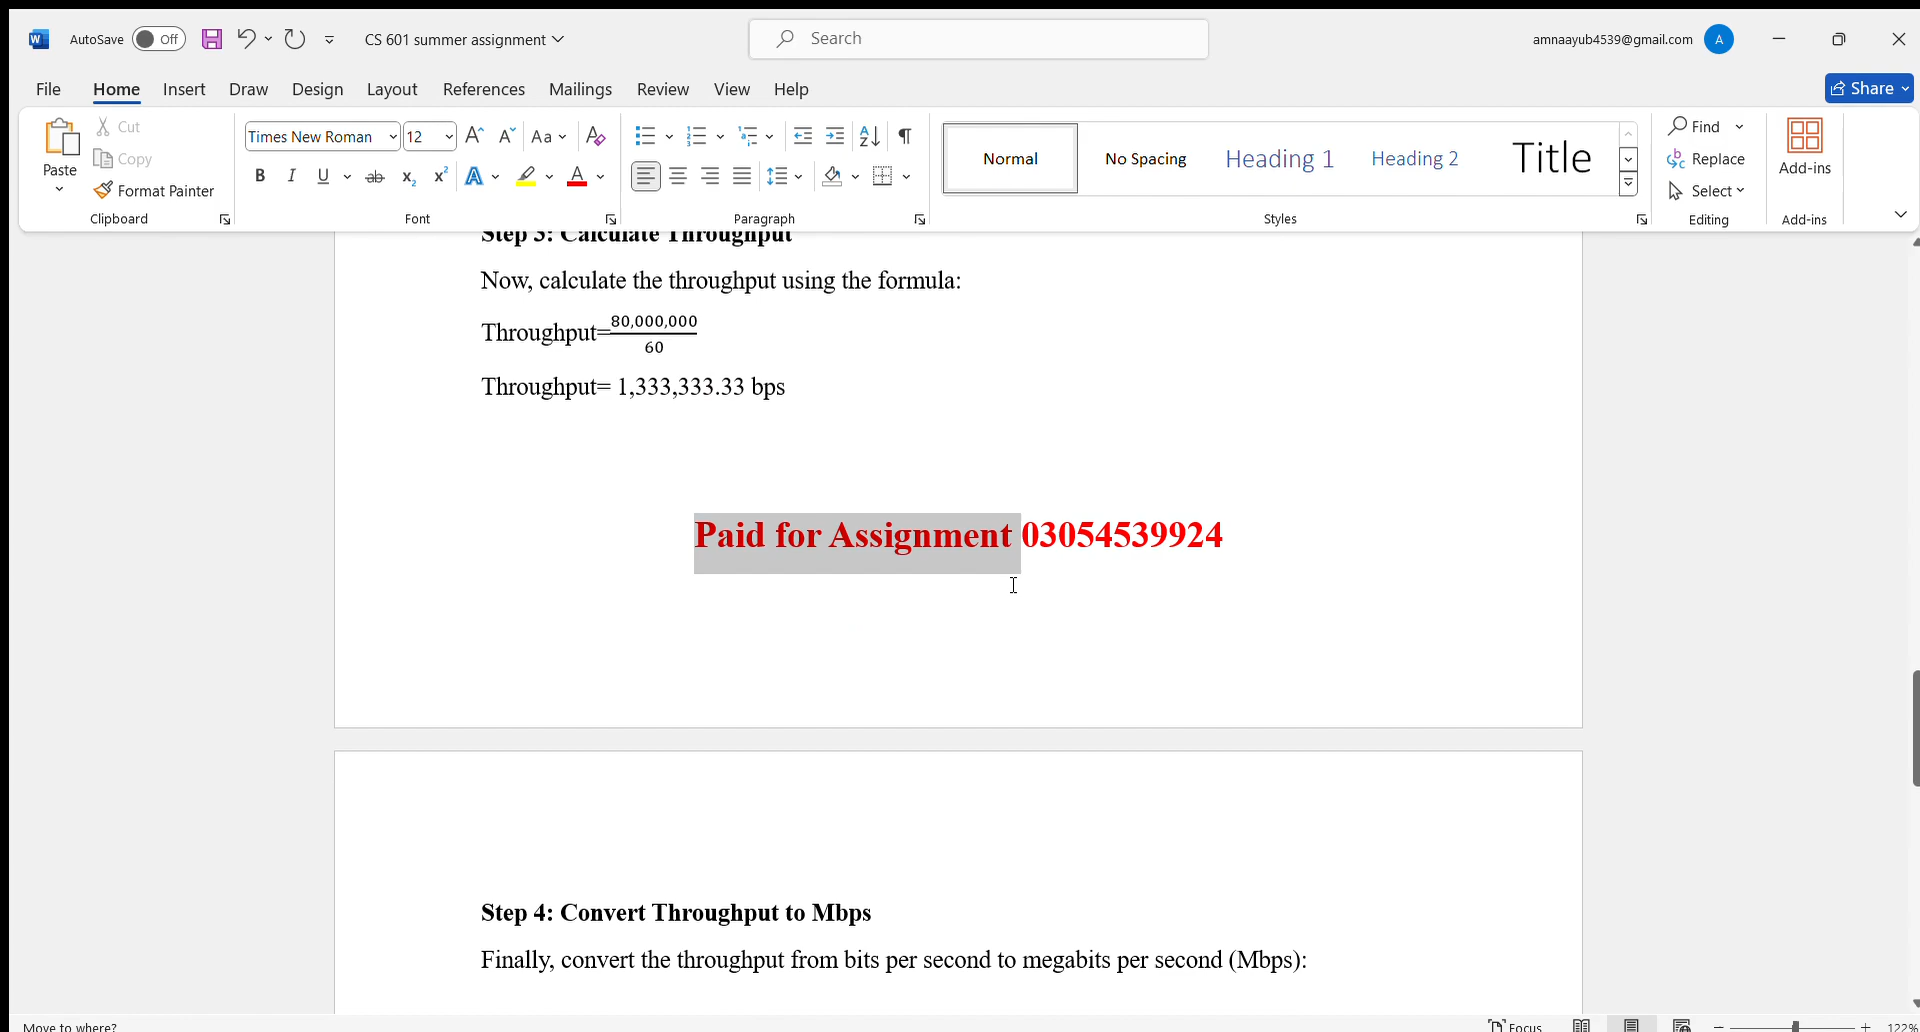 AutoSave Off CS 601 summer assignment Search amnaayub4539@gmail.com A
File Home Insert Draw Design Layout References Mailings Review View Help Share
Paste Cut Copy Format Painter Clipboard
Times New Roman 12 Aa
B I U ab x₂ x² A A Font
Paragraph
Normal No Spacing Heading 1 Heading 2 Title Styles
Find Replace Select Editing
Add-ins Add-ins
Step 3: Calculate Throughput
Now, calculate the throughput using the formula:
Throughput=80,000,000/60
Throughput= 1,333,333.33 bps
Paid for Assignment 03054539924
Step 4: Convert Throughput to Mbps
Finally, convert the throughput from bits per second to megabits per second (Mbps):
Move to where? Focus 122%